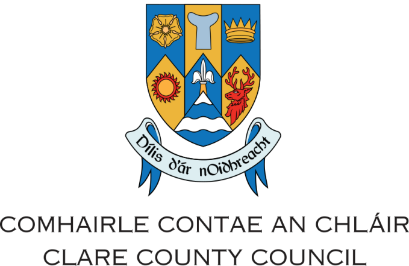 Dílis d'ár nOidhreacht
COMHAIRLE CONTAE AN CHLÁIR
CLARE COUNTY COUNCIL